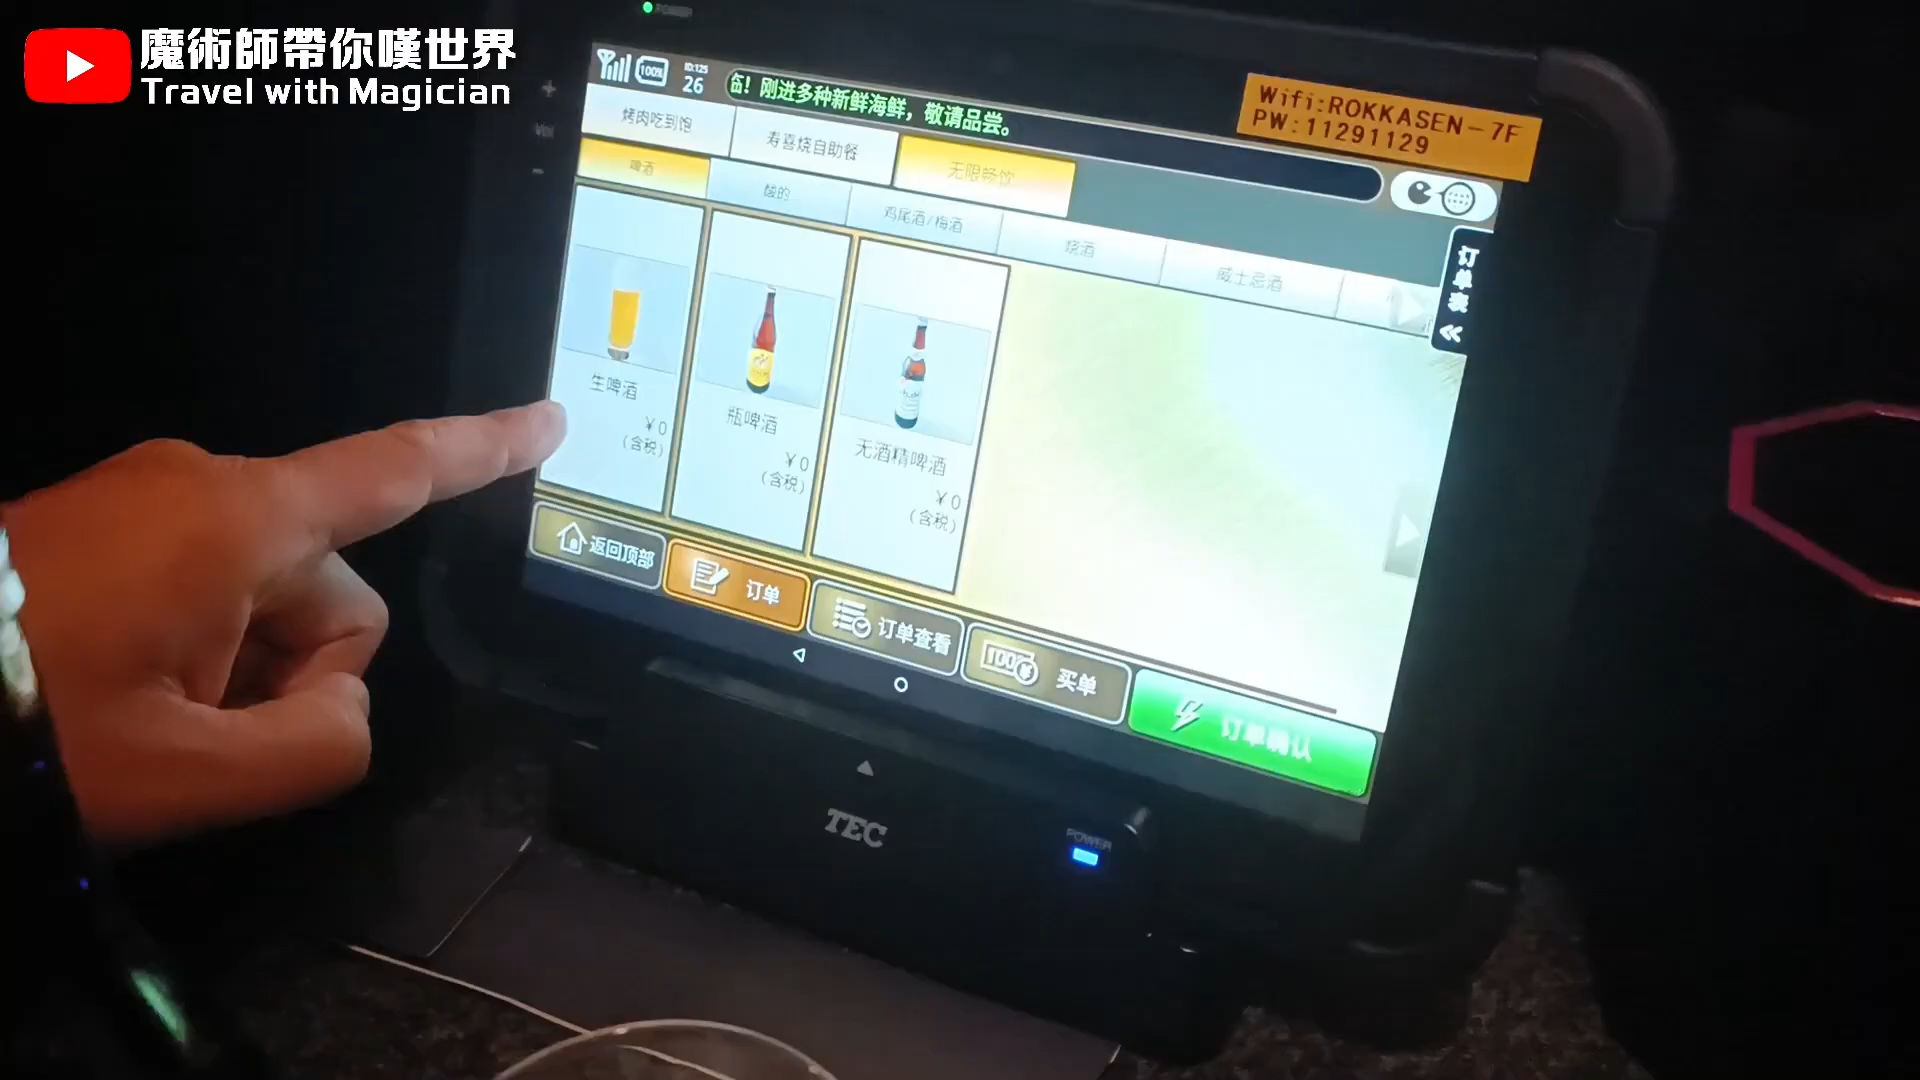 魔術師帶你嘆世界
Travel with Magician
POWER
100%
ID:125
26
！刚进多种新鲜海鲜，敬请品尝。
Wifi:ROKKASEN-7F
PW:11291129
烤肉吃到饱
寿喜烧自助餐
无限畅饮
啤酒
酸的
鸡尾酒/梅酒
烧酒
威士忌酒
订单表
生啤酒
¥0
(含税)
瓶啤酒
¥0
(含税)
无酒精啤酒
¥0
(含税)
返回顶部
订单
订单查看
买单
订单确认
Vol
TEC
POWER